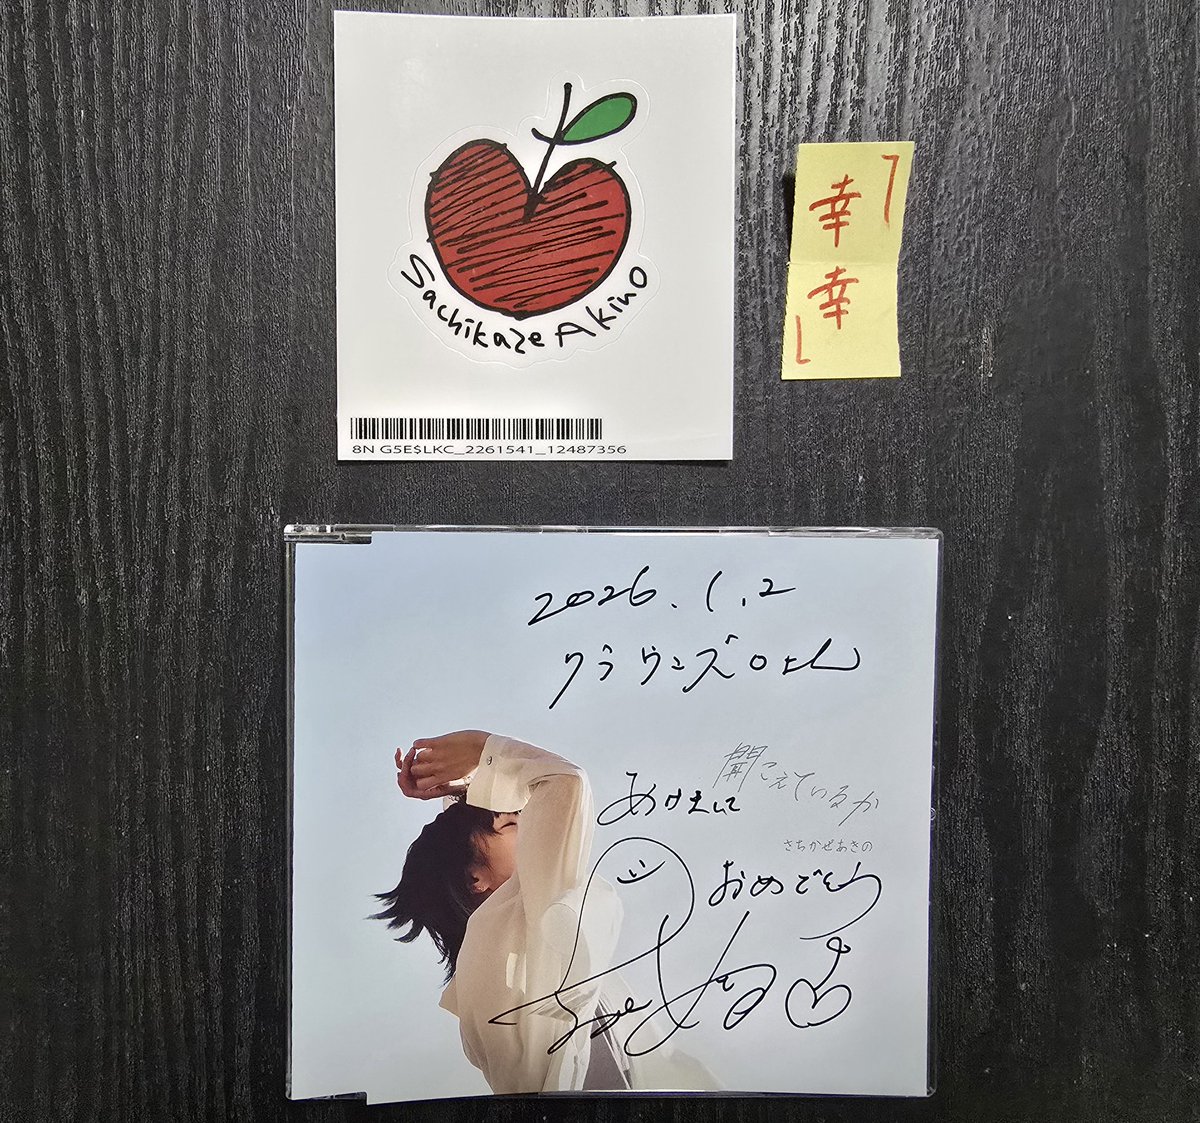 Sachikaze Akino
8N G5E$LKC_2261541_12487356
「幸
幸」
2026.1.2
クラウンズさん
聞こえているか
あけまして
さちかぜあきの
おめでとう